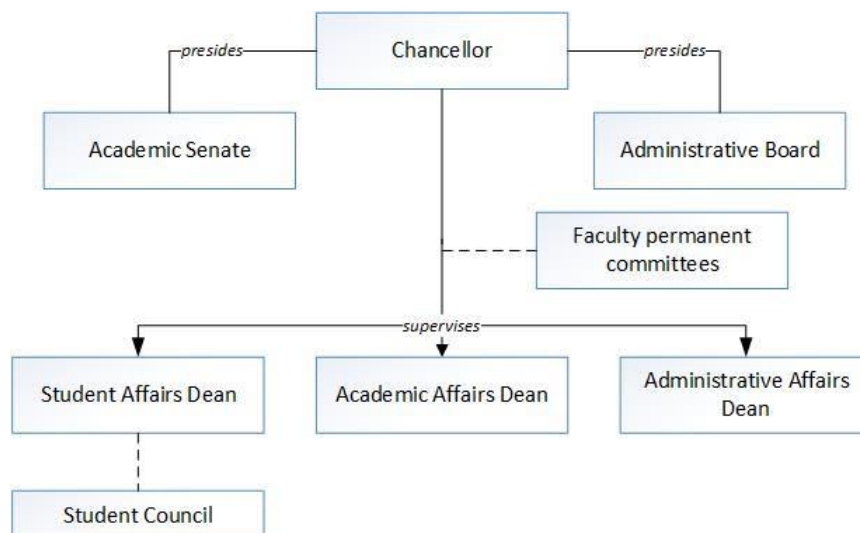 Chancellor
presides
presides
Academic Senate
Administrative Board
Faculty permanent
committees
supervises
Student Affairs Dean
Academic Affairs Dean
Administrative Affairs
Dean
Student Council